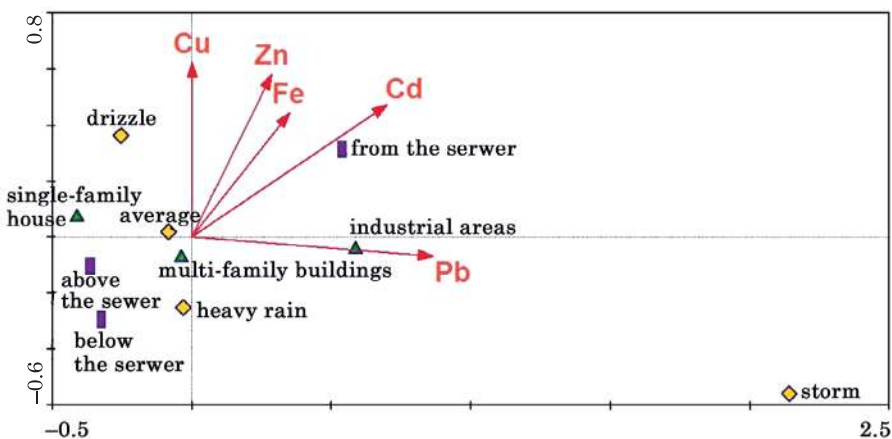 0.8
Cu
Zn
Fe
Cd
drizzle
from the serwer
single-family
house
average
industrial areas
multi-family buildings
Pb
above
the sewer
heavy rain
below
the serwer
-0.6
storm
-0.5
2.5